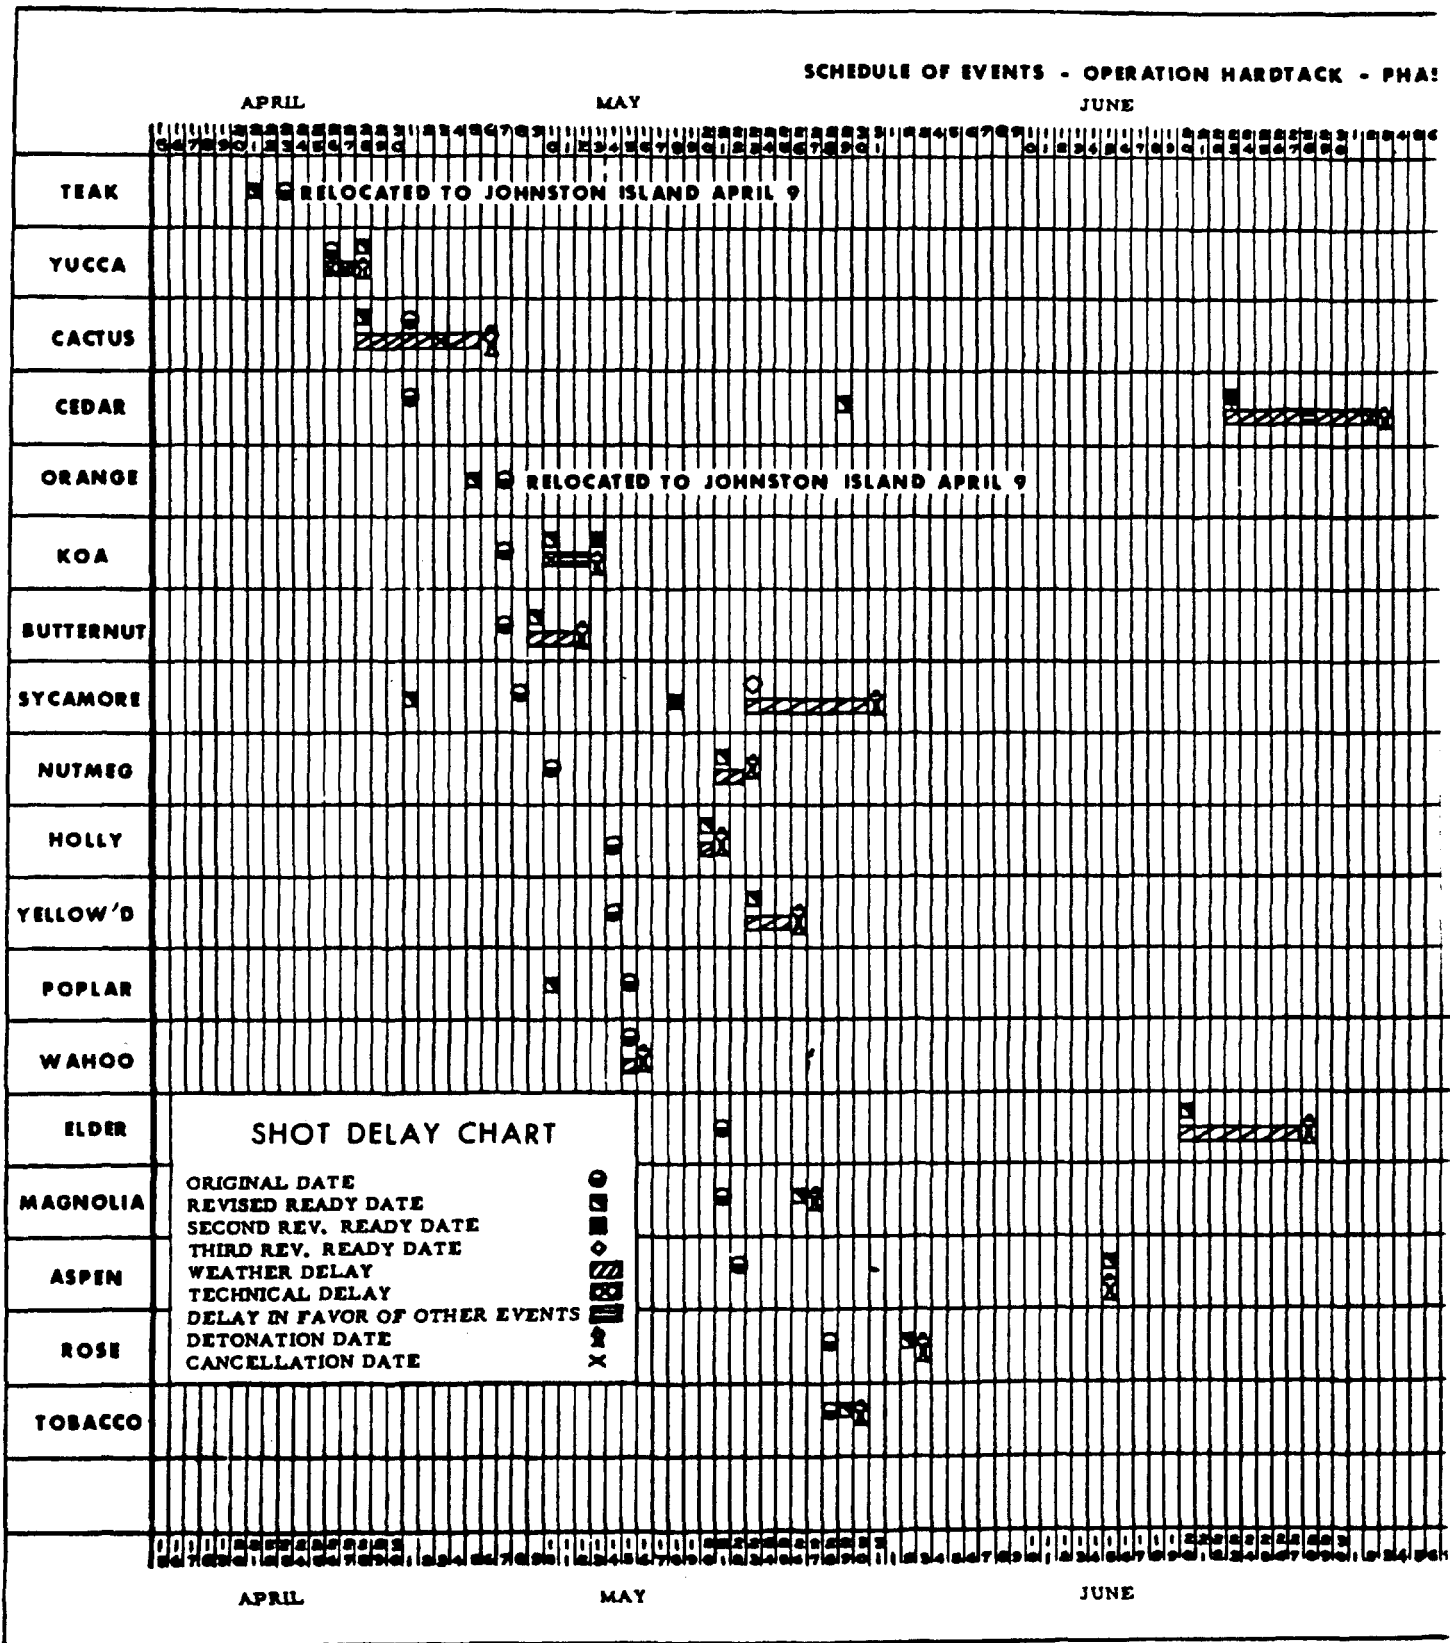 SCHEDULE OF EVENTS - OPERATION HARDTACK - PHAS
APRIL MAY JUNE
TEAK RELOCATED TO JOHNSTON ISLAND APRIL 9
YUCCA
CACTUS
CEDAR
ORANGE RELOCATED TO JOHNSTON ISLAND APRIL 9
KOA
BUTTERNUT
SYCAMORE
NUTMEG
HOLLY
YELLOW'D
POPLAR
WAHOO
ELDER
MAGNOLIA
ASPEN
ROSE
TOBACCO
SHOT DELAY CHART
ORIGINAL DATE
REVISED READY DATE
SECOND REV. READY DATE
THIRD REV. READY DATE
WEATHER DELAY
TECHNICAL DELAY
DELAY IN FAVOR OF OTHER EVENTS
DETONATION DATE
CANCELLATION DATE
APRIL MAY JUNE